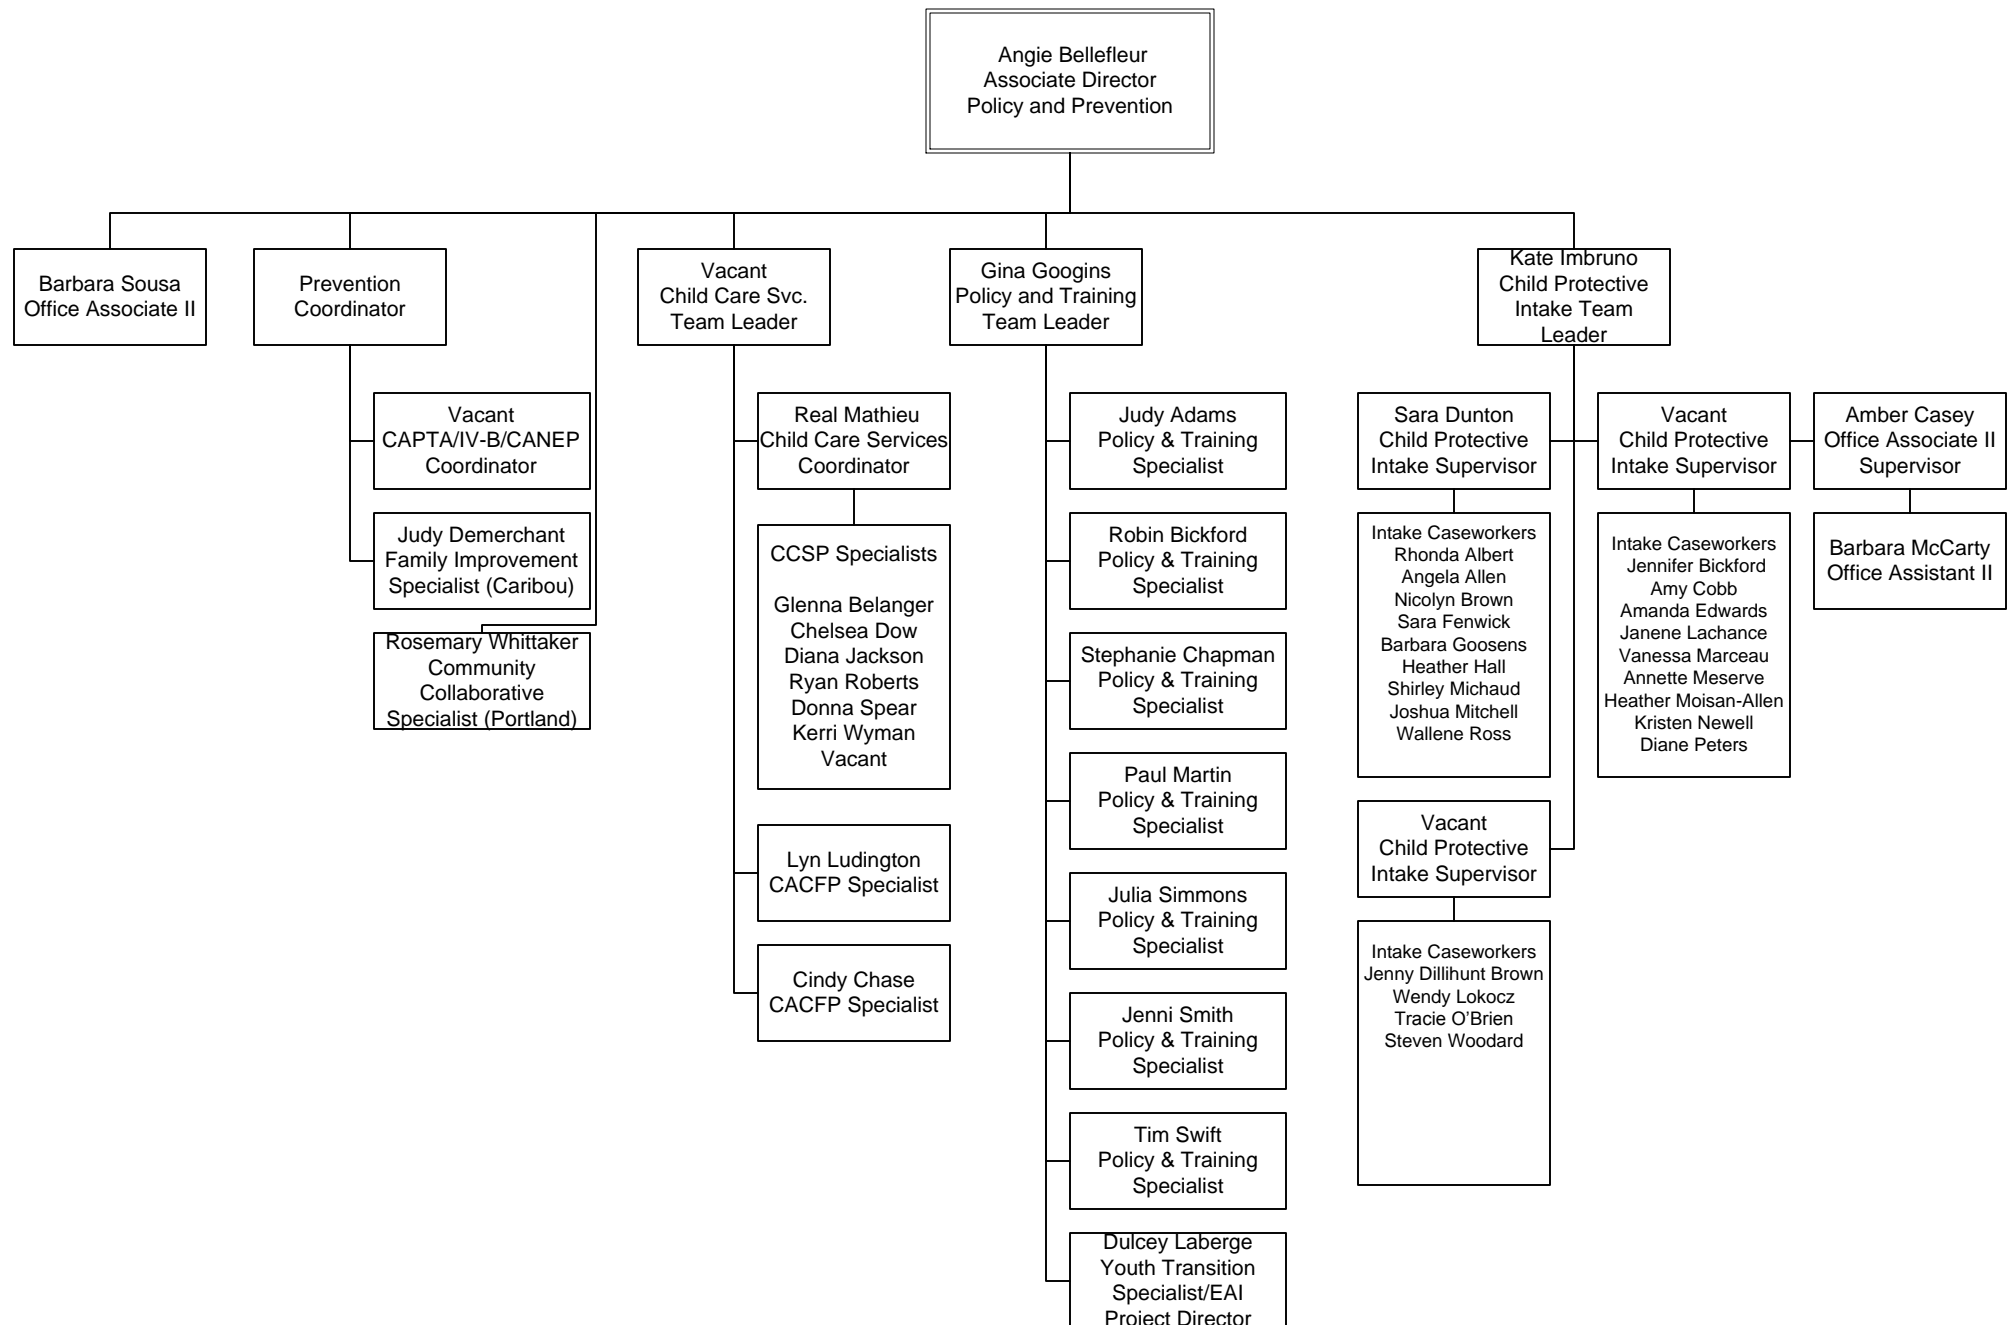 Angie Bellefleur
Associate Director
Policy and Prevention
Barbara Sousa
Office Associate II
Prevention
Coordinator
Vacant
Child Care Svc.
Team Leader
Gina Googins
Policy and Training
Team Leader
Kate Imbruno
Child Protective
Intake Team
Leader
Vacant
CAPTA/IV-B/CANEP
Coordinator
Judy Demerchant
Family Improvement
Specialist (Caribou)
Rosemary Whittaker
Community
Collaborative
Specialist (Portland)
Real Mathieu
Child Care Services
Coordinator
CCSP Specialists
Glenna Belanger
Chelsea Dow
Diana Jackson
Ryan Roberts
Donna Spear
Kerri Wyman
Vacant
Lyn Ludington
CACFP Specialist
Cindy Chase
CACFP Specialist
Judy Adams
Policy & Training
Specialist
Robin Bickford
Policy & Training
Specialist
Stephanie Chapman
Policy & Training
Specialist
Paul Martin
Policy & Training
Specialist
Julia Simmons
Policy & Training
Specialist
Jenni Smith
Policy & Training
Specialist
Tim Swift
Policy & Training
Specialist
Dulcey Laberge
Youth Transition
Specialist/EAI
Project Director
Sara Dunton
Child Protective
Intake Supervisor
Intake Caseworkers
Rhonda Albert
Angela Allen
Nicolyn Brown
Sara Fenwick
Barbara Goosens
Heather Hall
Shirley Michaud
Joshua Mitchell
Wallene Ross
Vacant
Child Protective
Intake Supervisor
Intake Caseworkers
Jenny Dillihunt Brown
Wendy Lokocz
Tracie O’Brien
Steven Woodard
Vacant
Child Protective
Intake Supervisor
Intake Caseworkers
Jennifer Bickford
Amy Cobb
Amanda Edwards
Janene Lachance
Vanessa Marceau
Annette Meserve
Heather Moisan-Allen
Kristen Newell
Diane Peters
Amber Casey
Office Associate II
Supervisor
Barbara McCarty
Office Assistant II